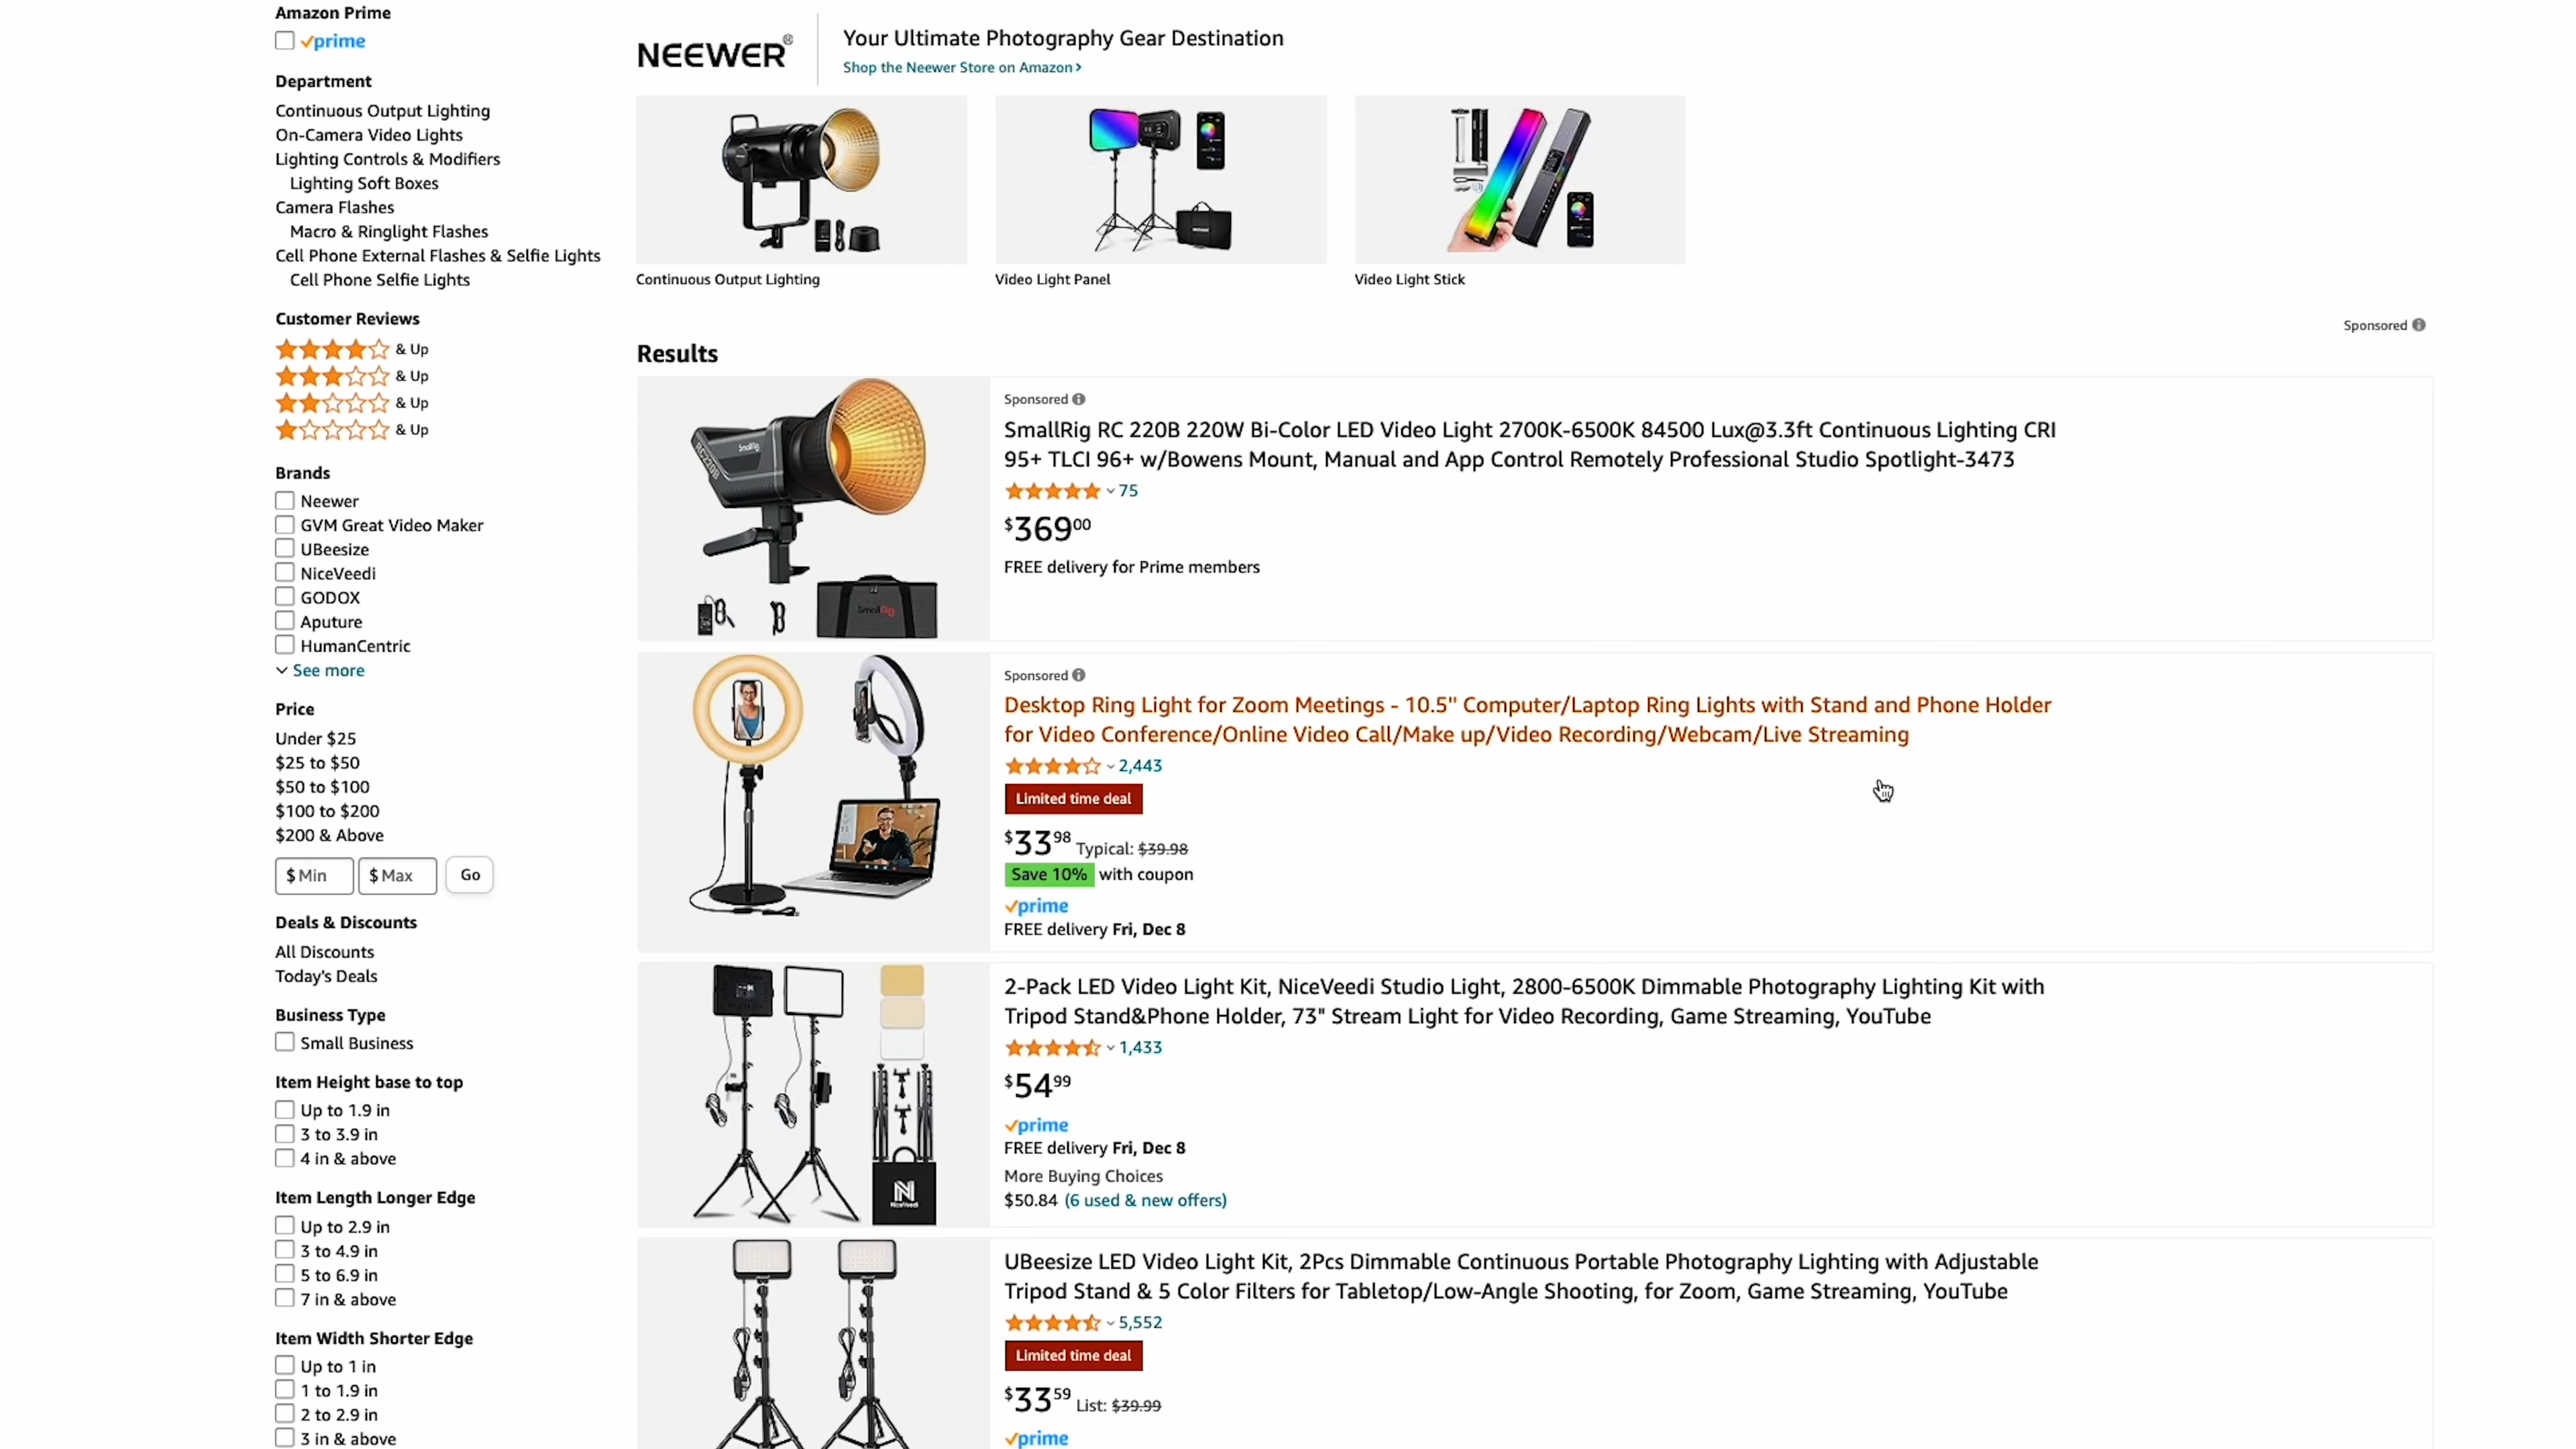 Amazon Prime
prime
Department
Continuous Output Lighting
On-Camera Video Lights
Lighting Controls & Modifiers
Lighting Soft Boxes
Camera Flashes
Macro & Ringlight Flashes
Cell Phone External Flashes & Selfie Lights
Cell Phone Selfie Lights
Customer Reviews
& Up
& Up
& Up
& Up
Brands
Neewer
GVM Great Video Maker
UBeesize
NiceVeedi
GODOX
Aputure
HumanCentric
See more
Price
Under $25
$25 to $50
$50 to $100
$100 to $200
$200 & Above
$ Min $ Max Go
Deals & Discounts
All Discounts
Today's Deals
Business Type
Small Business
Item Height base to top
Up to 1.9 in
3 to 3.9 in
4 in & above
Item Length Longer Edge
Up to 2.9 in
3 to 4.9 in
5 to 6.9 in
7 in & above
Item Width Shorter Edge
Up to 1 in
1 to 1.9 in
2 to 2.9 in
3 in & above
NEEWER®
Your Ultimate Photography Gear Destination
Shop the Neewer Store on Amazon ›
Continuous Output Lighting
Video Light Panel
Video Light Stick
Sponsored
Results
SmallRig
SmallRig
Sponsored
SmallRig RC 220B 220W Bi-Color LED Video Light 2700K-6500K 84500 Lux@3.3ft Continuous Lighting CRI
95+ TLCI 96+ w/Bowens Mount, Manual and App Control Remotely Professional Studio Spotlight-3473
75
$369 00
FREE delivery for Prime members
Sponsored
Desktop Ring Light for Zoom Meetings - 10.5" Computer/Laptop Ring Lights with Stand and Phone Holder
for Video Conference/Online Video Call/Make up/Video Recording/Webcam/Live Streaming
2,443
Limited time deal
$33 98 Typical: $39.98
Save 10% with coupon
prime
FREE delivery Fri, Dec 8
N
NiceVeedi
2-Pack LED Video Light Kit, NiceVeedi Studio Light, 2800-6500K Dimmable Photography Lighting Kit with
Tripod Stand&Phone Holder, 73" Stream Light for Video Recording, Game Streaming, YouTube
1,433
$54 99
prime
FREE delivery Fri, Dec 8
More Buying Choices
$50.84 (6 used & new offers)
UBeesize LED Video Light Kit, 2Pcs Dimmable Continuous Portable Photography Lighting with Adjustable
Tripod Stand & 5 Color Filters for Tabletop/Low-Angle Shooting, for Zoom, Game Streaming, YouTube
5,552
Limited time deal
$33 59 List: $39.99
prime